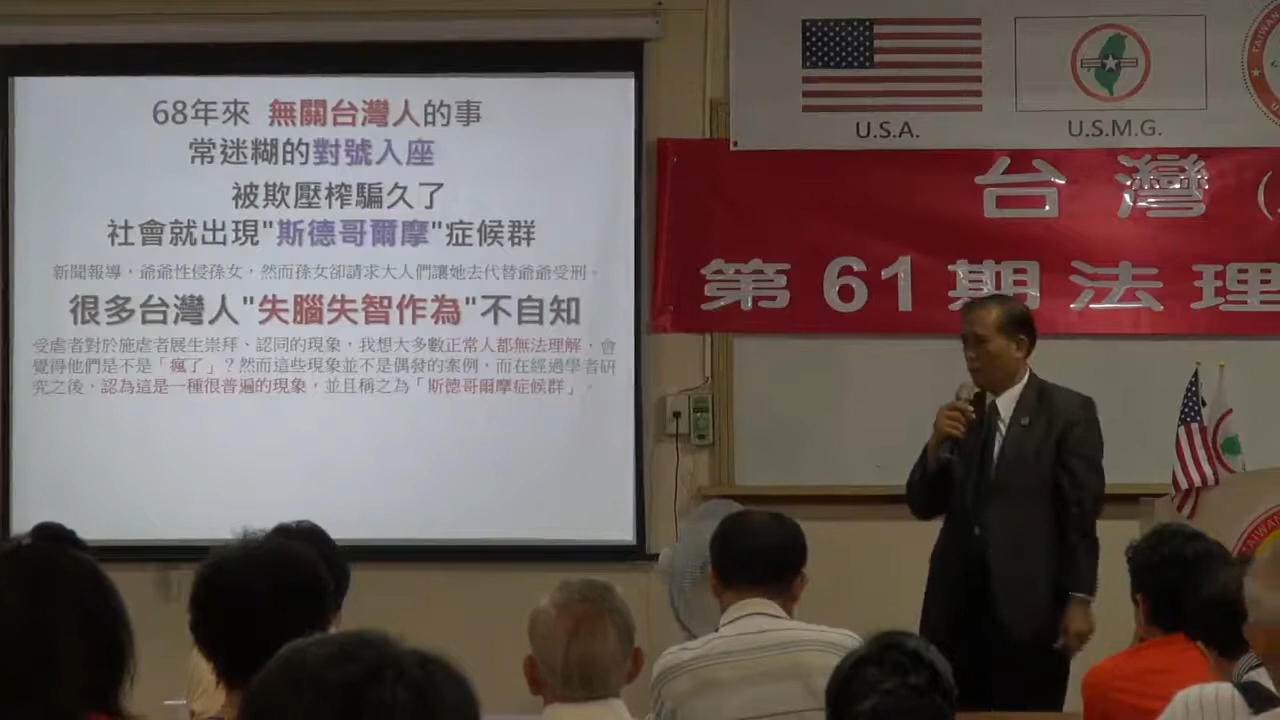 68年來 無關台灣人的事
常迷糊的對號入座
被欺壓榨騙久了
社會就出現"斯德哥爾摩"症候群
新聞報導，爺爺性侵孫女，然而孫女卻請求大人們讓她去代替爺爺受刑。
很多台灣人"失腦失智作為"不自知
受虐者對於施虐者展生崇拜、認同的現象，我想大多數正常人都無法理解，會
覺得他們是不是「瘋了」？然而這些現象並不是偶發的案例，而在經過學者研
究之後，認為這是一種很普遍的現象，並且稱之為「斯德哥爾摩症候群」。
U.S.A.
U.S.M.G.
台灣(
第61期法理
TAIWAN